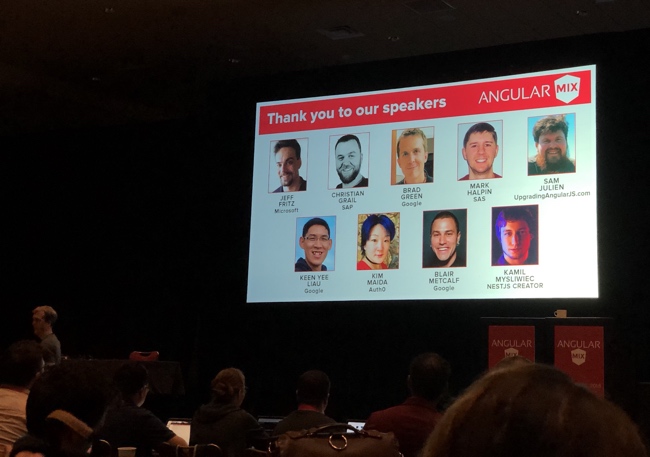 Thank you to our speakers
ANGULAR MIX
JEFF
FRITZ
Microsoft
CHRISTIAN
GRAIL
SAP
BRAD
GREEN
Google
MARK
HALPIN
SAS
SAM
JULIEN
UpgradingAngularJS.com
KEEN YEE
LIAU
Google
KIM
MAIDA
Auth0
BLAIR
METCALF
Google
KAMIL
MYSLIWIEC
NESTJS CREATOR
ANGULAR
MIX
ANGULAR
MIX